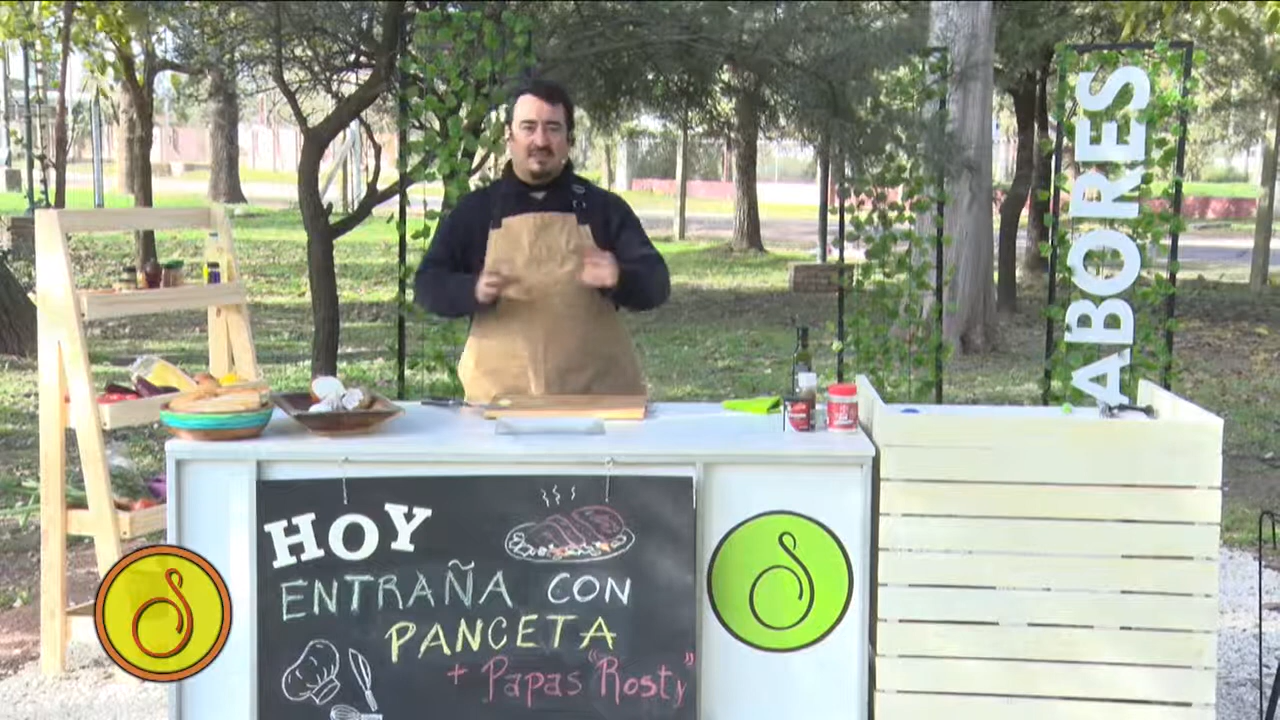 ABORES
HOY
ENTRAÑA CON
PANCETA
+ Papas "Rosty"